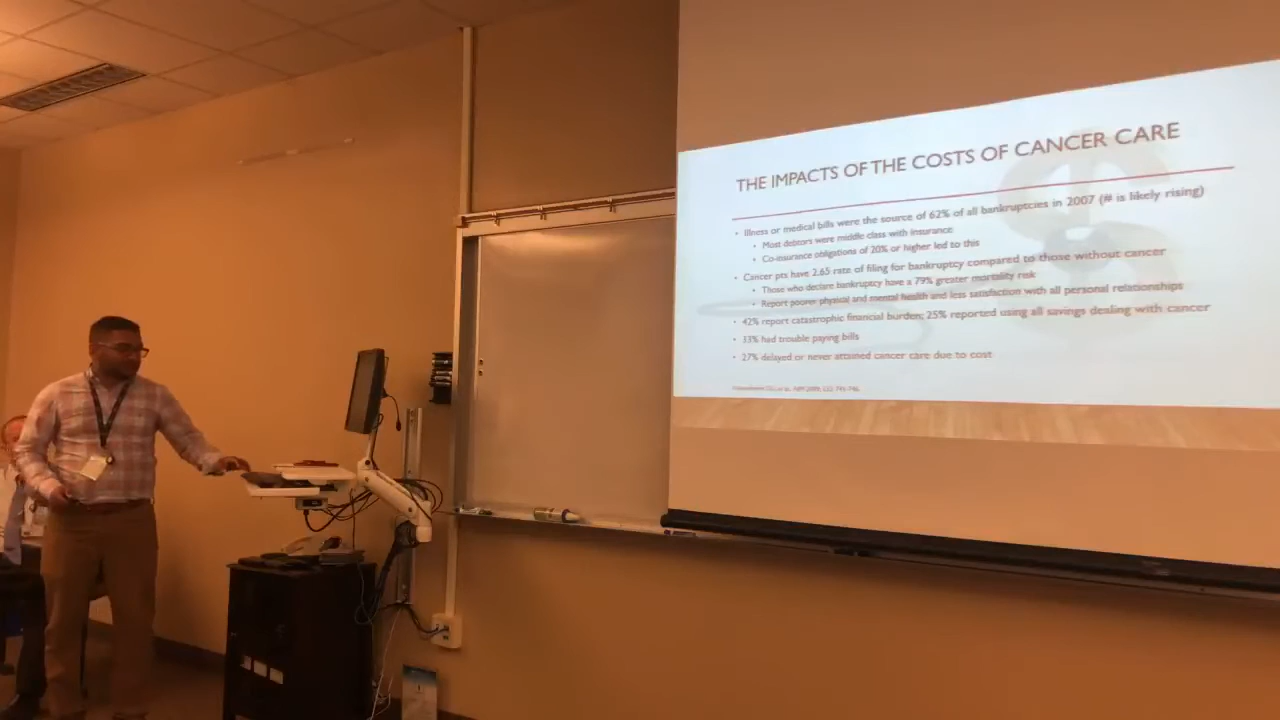 THE IMPACTS OF THE COSTS OF CANCER CARE
• Illness or medical bills were the source of 62% of all bankruptcies in 2007 (# is likely rising)
• Most debtors were middle class with insurance
• Co-insurance obligations of 20% or higher led to this
• Cancer pts have 2.65 rate of filing for bankruptcy compared to those without cancer
• Those who declare bankruptcy have a 79% greater mortality risk
• Report poorer physical and mental health and less satisfaction with all personal relationships
• 42% report catastrophic financial burden; 25% reported using all savings dealing with cancer
• 33% had trouble paying bills
• 27% delayed or never attained cancer care due to cost